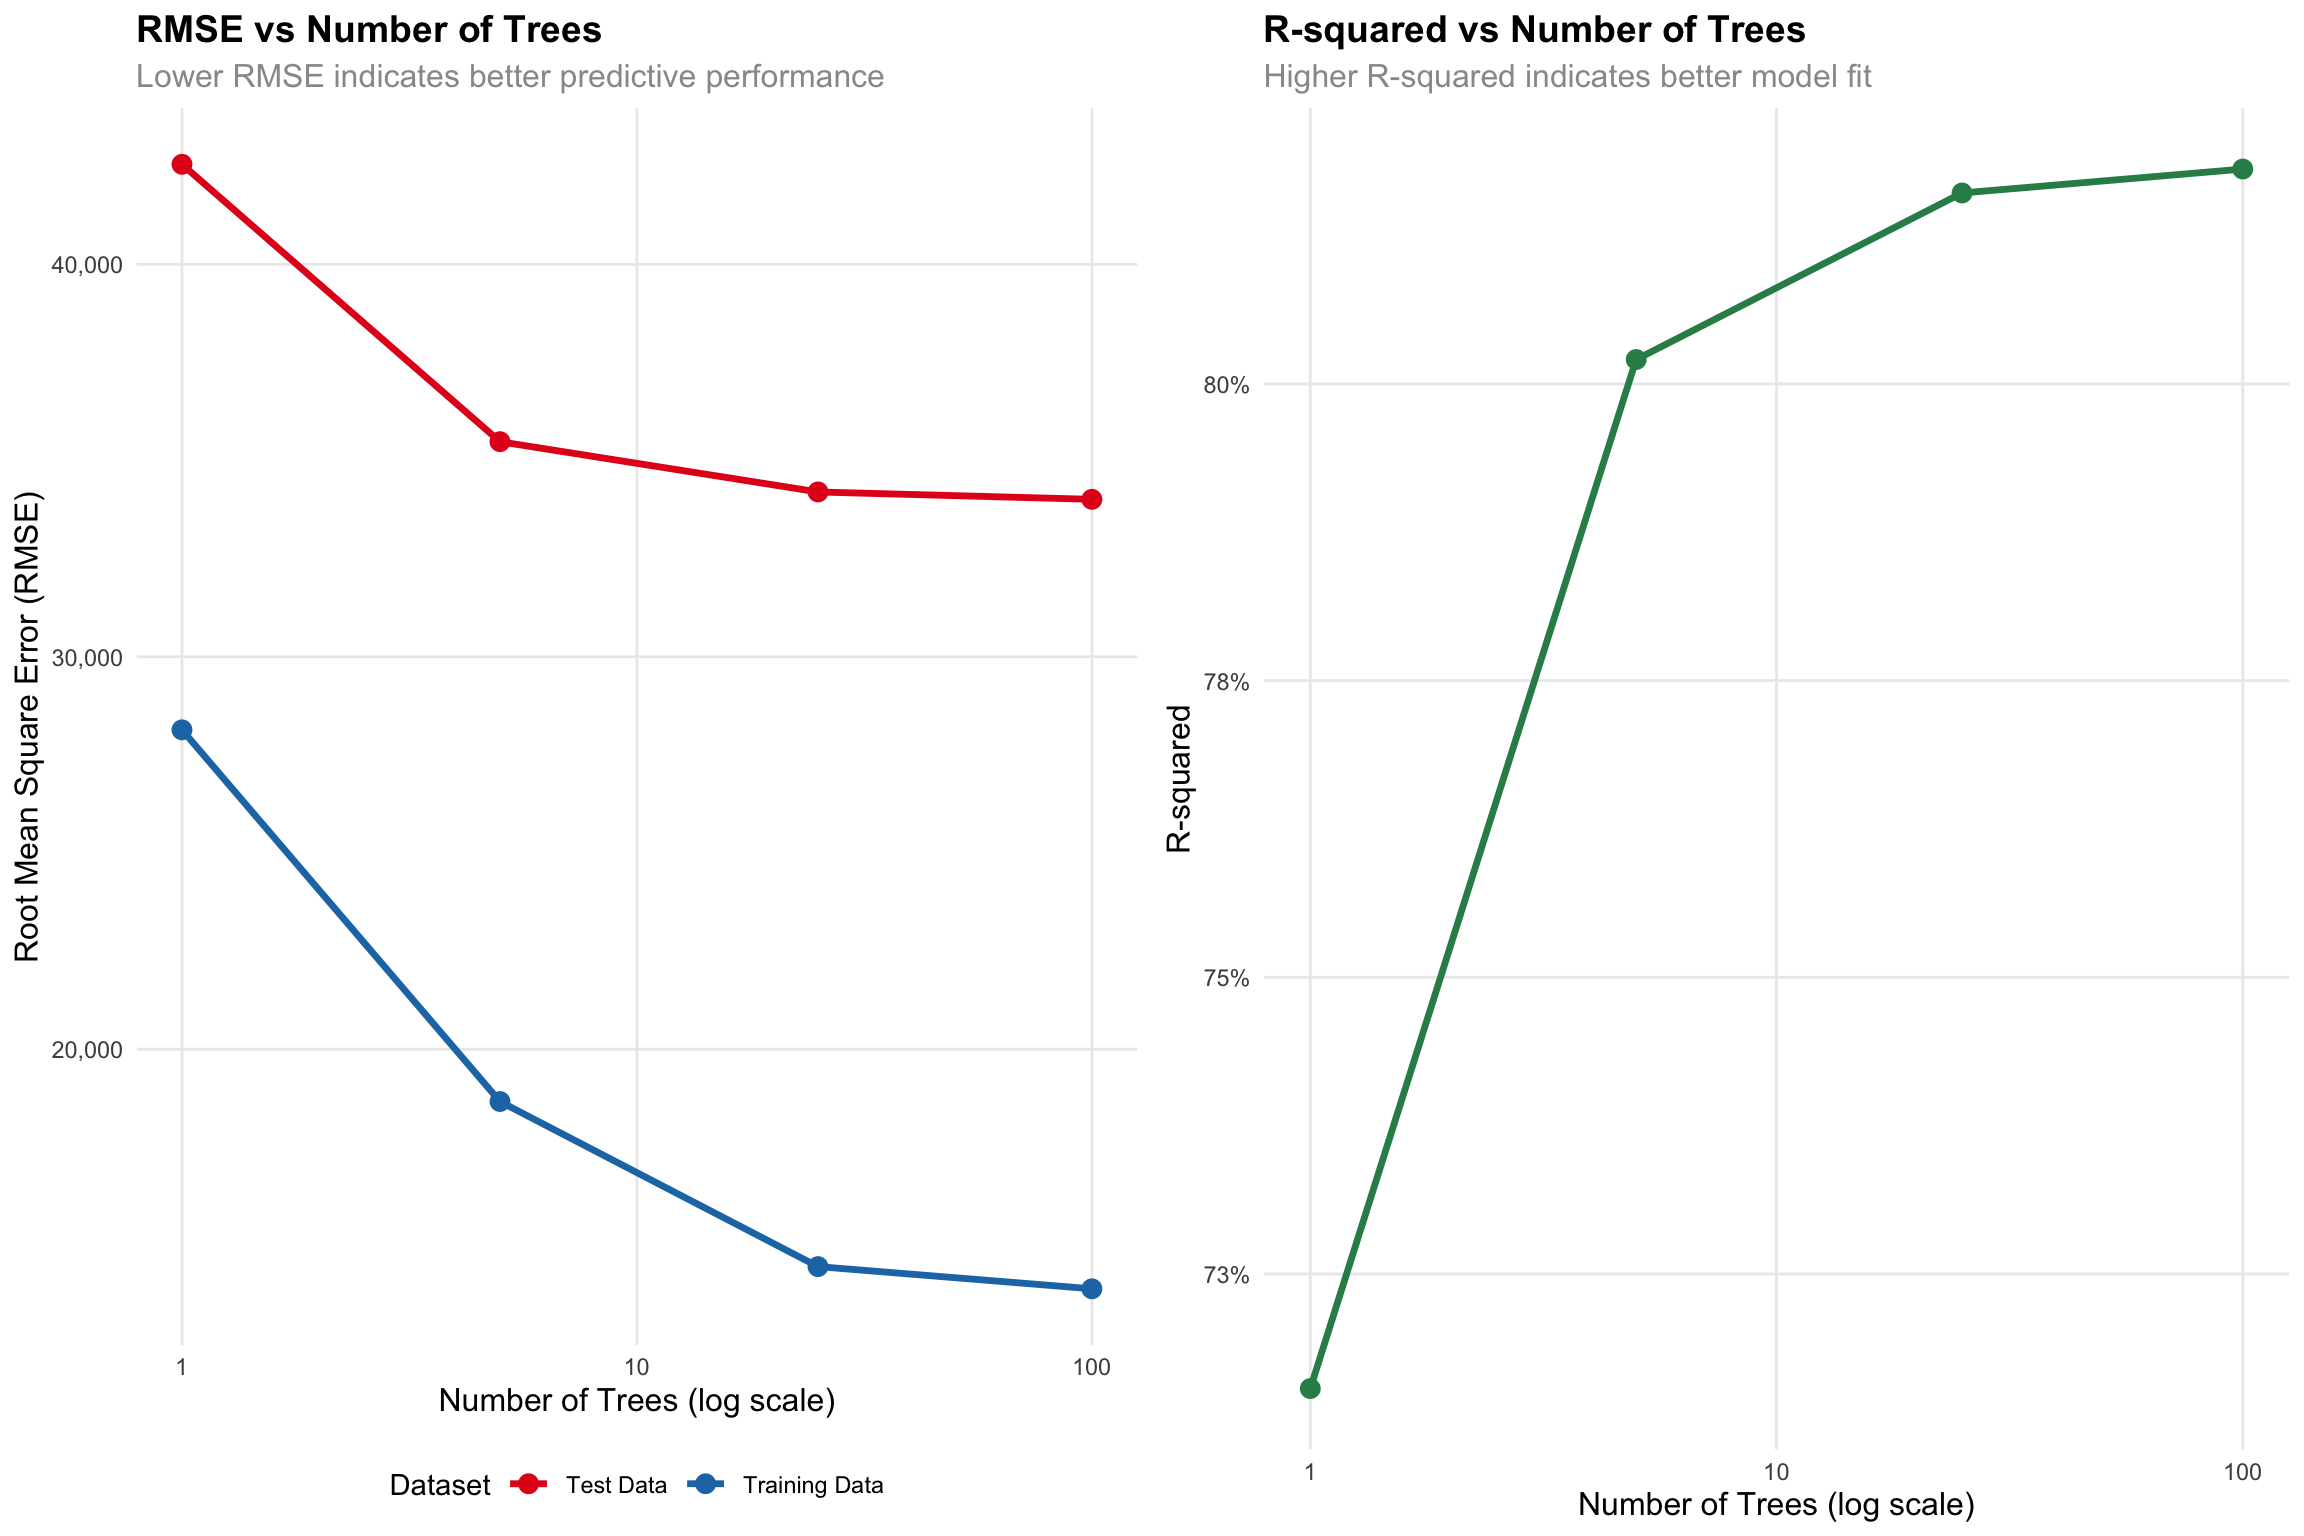 RMSE vs Number of Trees
Lower RMSE indicates better predictive performance
Root Mean Square Error (RMSE)
40,000
30,000
20,000
1 10 100
Number of Trees (log scale)
Dataset Test Data Training Data
R-squared vs Number of Trees
Higher R-squared indicates better model fit
R-squared
80%
78%
75%
73%
1 10 100
Number of Trees (log scale)